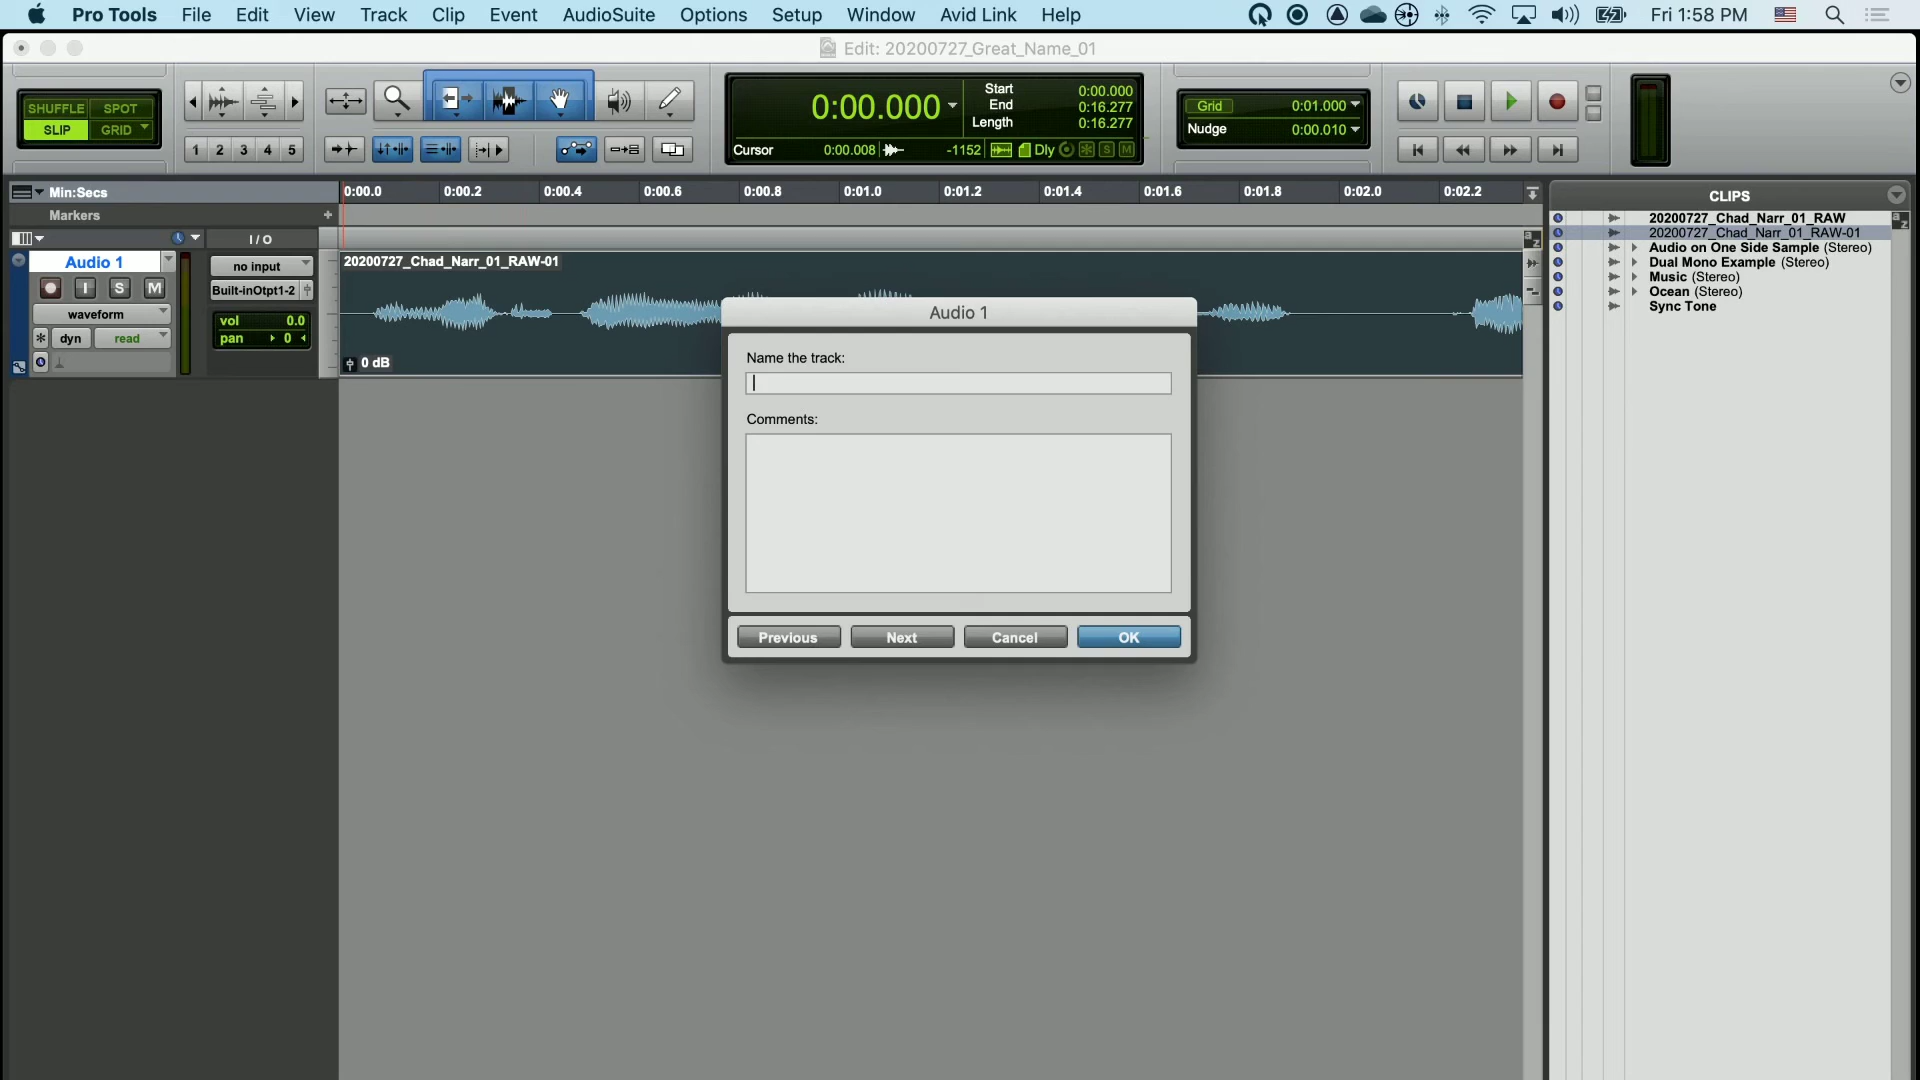 Pro Tools File Edit View Track Clip Event AudioSuite Options Setup Window Avid Link Help Fri 1:58 PM
Edit: 20200727_Great_Name_01
SHUFFLE SPOT
SLIP GRID
1 2 3 4 5
0:00.000
Start 0:00.000
End 0:16.277
Length 0:16.277
Cursor 0:00.008 -1152 Dly S M
Grid 0:01.000
Nudge 0:00.010
Min:Secs
0:00.0 0:00.2 0:00.4 0:00.6 0:00.8 0:01.0 0:01.2 0:01.4 0:01.6 0:01.8 0:02.0 0:02.2
Markers +
I / O
Audio 1
I S M
waveform
dyn read
no input
Built-inOtpt1-2
vol 0.0
pan 0
20200727_Chad_Narr_01_RAW-01
0 dB
Audio 1
Name the track:
Comments:
Previous Next Cancel OK
a z
CLIPS
a z
20200727_Chad_Narr_01_RAW
20200727_Chad_Narr_01_RAW-01
Audio on One Side Sample (Stereo)
Dual Mono Example (Stereo)
Music (Stereo)
Ocean (Stereo)
Sync Tone